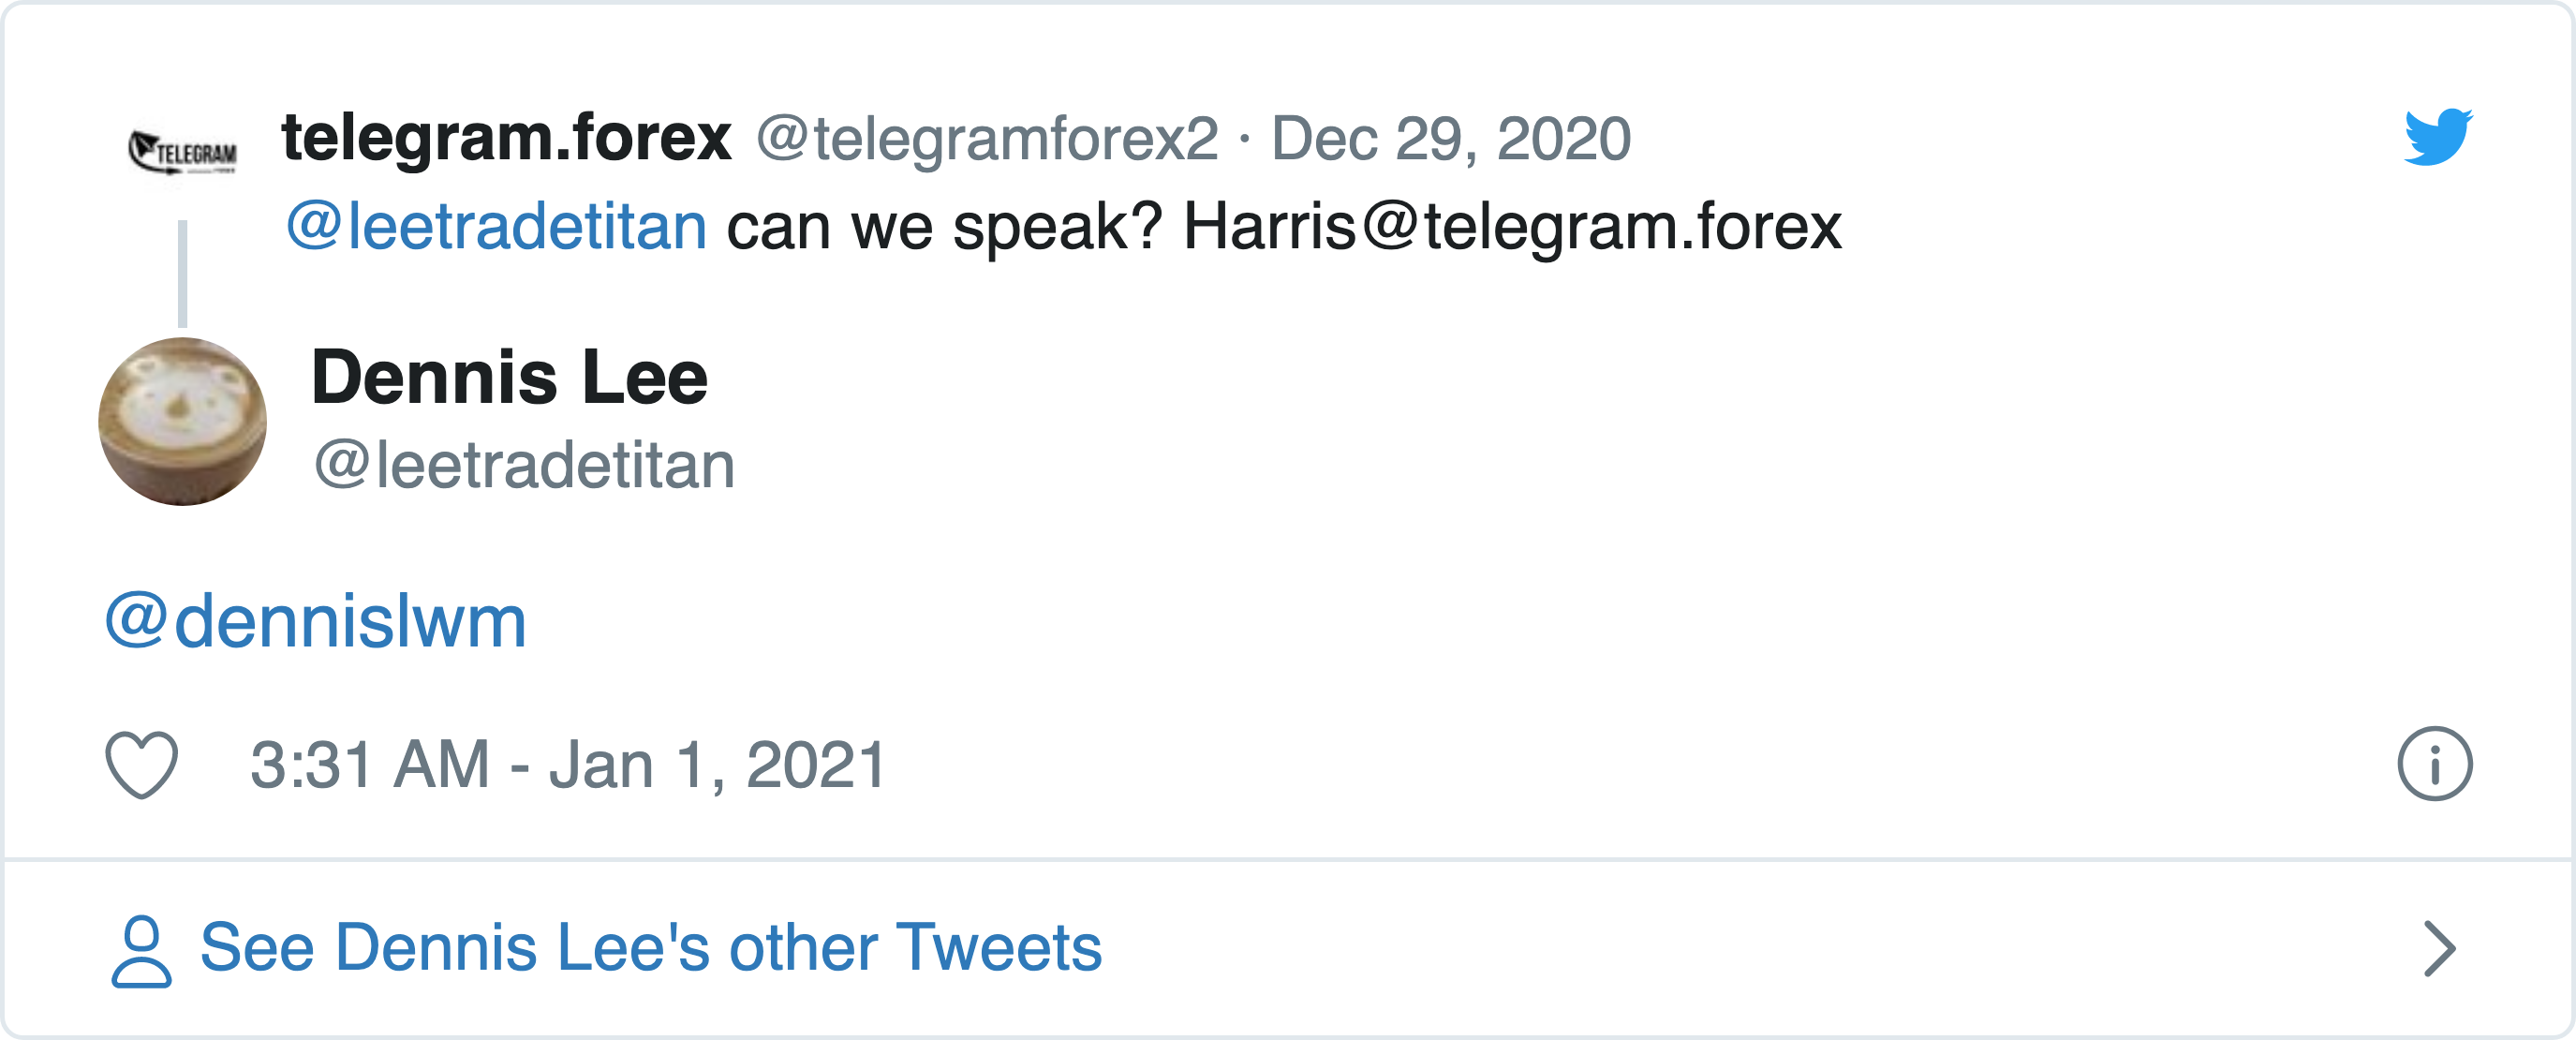 TELEGRAM
telegram.forex @telegramforex2 · Dec 29, 2020
@leetradetitan can we speak? Harris@telegram.forex
Dennis Lee
@leetradetitan
@dennislwm
3:31 AM - Jan 1, 2021
See Dennis Lee's other Tweets